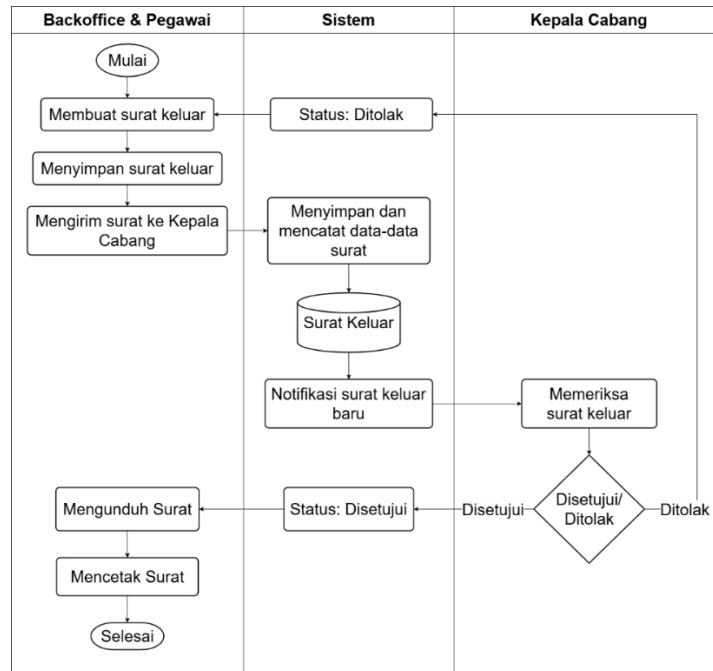 Backoffice & Pegawai
Sistem
Kepala Cabang
Mulai
Membuat surat keluar
Status: Ditolak
Menyimpan surat keluar
Mengirim surat ke Kepala
Cabang
Menyimpan dan
mencatat data-data
surat
Surat Keluar
Notifikasi surat keluar
baru
Memeriksa
surat keluar
Mengunduh Surat
Status: Disetujui
Disetujui
Disetujui/
Ditolak
Ditolak
Mencetak Surat
Selesai